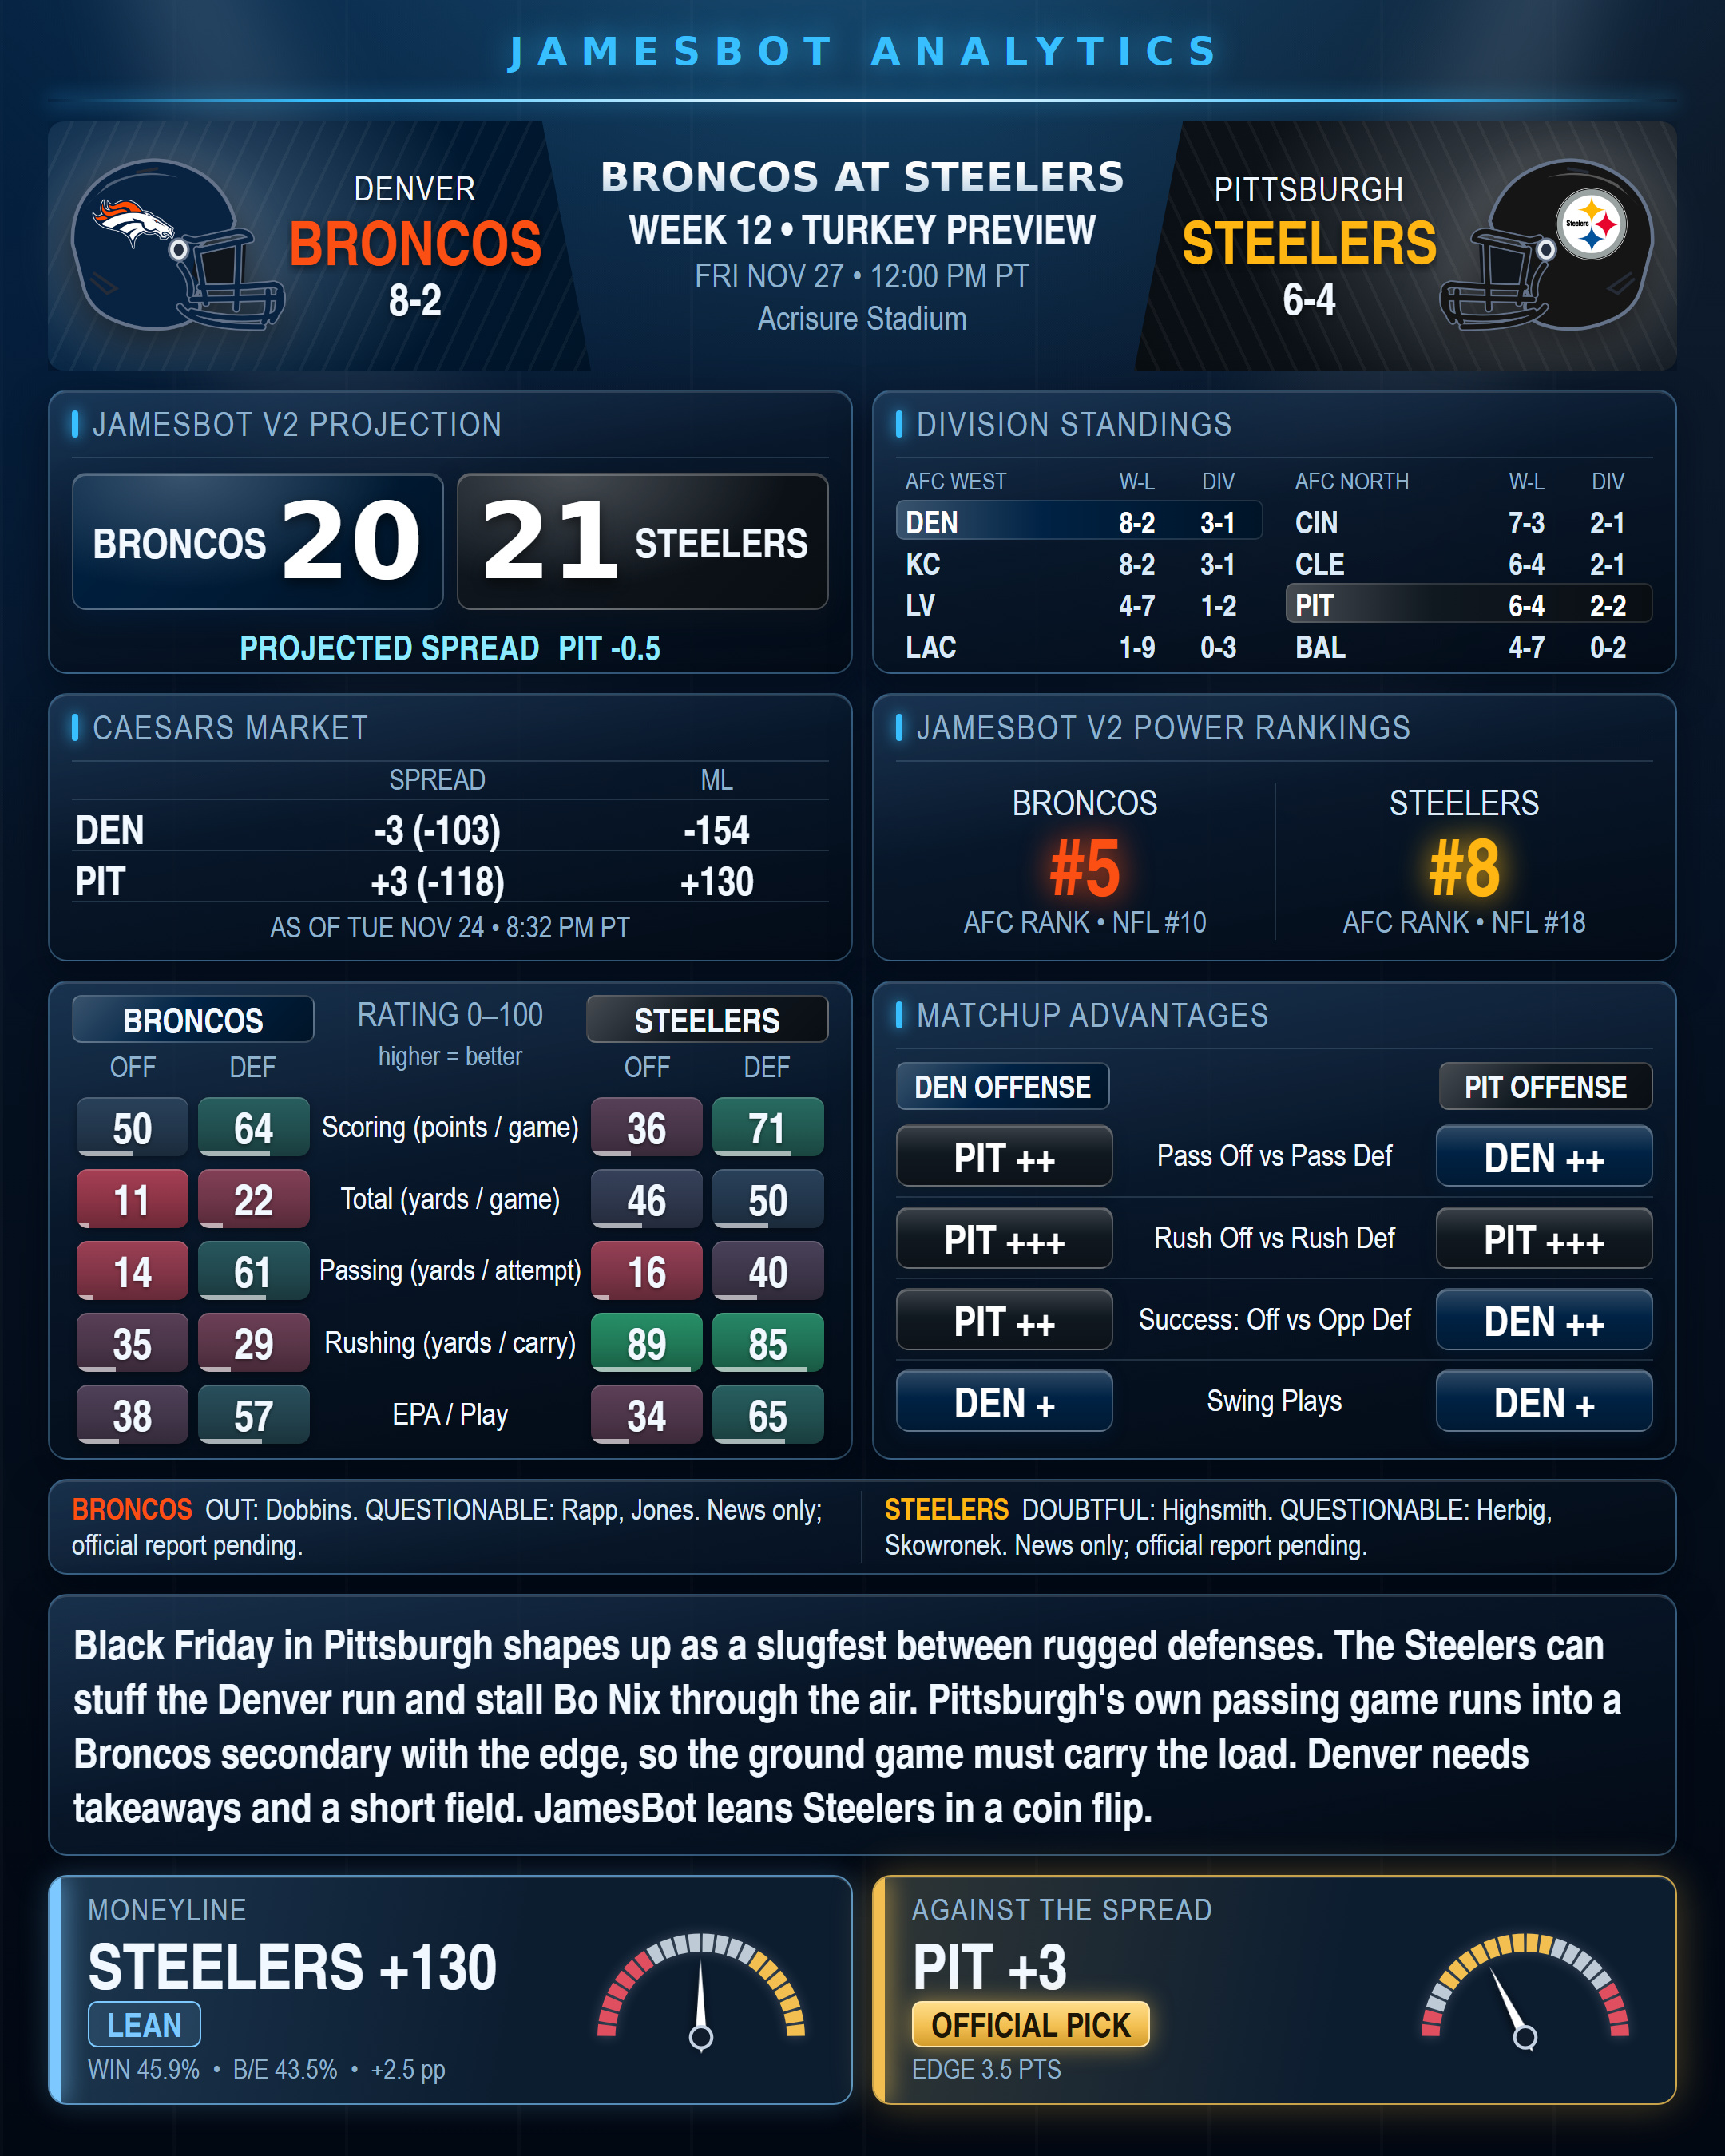 JAMESBOT ANALYTICS
DENVER
BRONCOS
8-2
BRONCOS AT STEELERS
WEEK 12 • TURKEY PREVIEW
FRI NOV 27 • 12:00 PM PT
Acrisure Stadium
PITTSBURGH
STEELERS
6-4
Steelers
JAMESBOT V2 PROJECTION
BRONCOS 20 21 STEELERS
PROJECTED SPREAD PIT -0.5
DIVISION STANDINGS
AFC WEST W-L DIV AFC NORTH W-L DIV
DEN 8-2 3-1 CIN 7-3 2-1
KC 8-2 3-1 CLE 6-4 2-1
LV 4-7 1-2 PIT 6-4 2-2
LAC 1-9 0-3 BAL 4-7 0-2
CAESARS MARKET
SPREAD ML
DEN -3 (-103) -154
PIT +3 (-118) +130
AS OF TUE NOV 24 • 8:32 PM PT
JAMESBOT V2 POWER RANKINGS
BRONCOS STEELERS
#5 #8
AFC RANK • NFL #10 AFC RANK • NFL #18
BRONCOS RATING 0–100 STEELERS
OFF DEF higher = better OFF DEF
50 64 Scoring (points / game) 36 71
11 22 Total (yards / game) 46 50
14 61 Passing (yards / attempt) 16 40
35 29 Rushing (yards / carry) 89 85
38 57 EPA / Play 34 65
MATCHUP ADVANTAGES
DEN OFFENSE PIT OFFENSE
PIT ++ Pass Off vs Pass Def DEN ++
PIT +++ Rush Off vs Rush Def PIT +++
PIT ++ Success: Off vs Opp Def DEN ++
DEN + Swing Plays DEN +
BRONCOS OUT: Dobbins. QUESTIONABLE: Rapp, Jones. News only;
official report pending.
STEELERS DOUBTFUL: Highsmith. QUESTIONABLE: Herbig,
Skowronek. News only; official report pending.
Black Friday in Pittsburgh shapes up as a slugfest between rugged defenses. The Steelers can
stuff the Denver run and stall Bo Nix through the air. Pittsburgh's own passing game runs into a
Broncos secondary with the edge, so the ground game must carry the load. Denver needs
takeaways and a short field. JamesBot leans Steelers in a coin flip.
MONEYLINE
STEELERS +130
LEAN
WIN 45.9% • B/E 43.5% • +2.5 pp
AGAINST THE SPREAD
PIT +3
OFFICIAL PICK
EDGE 3.5 PTS